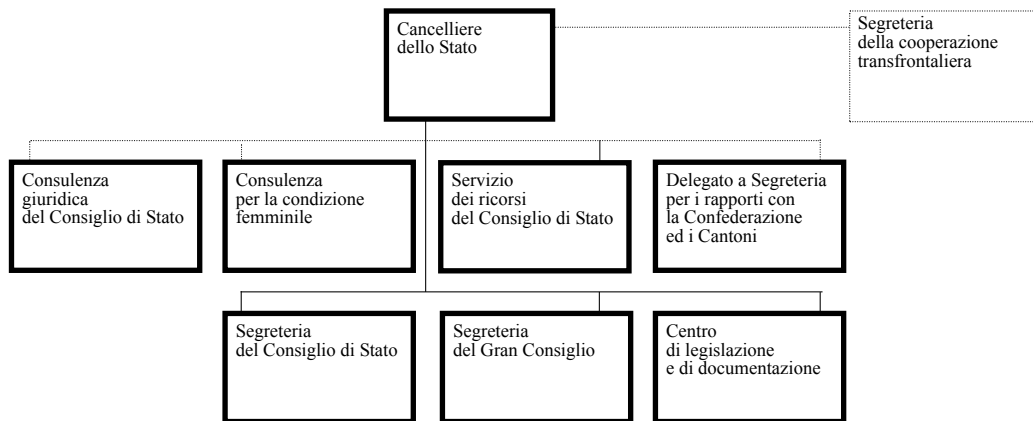 Cancelliere
dello Stato
Segreteria
della cooperazione
transfrontaliera
Consulenza
giuridica
del Consiglio di Stato
Consulenza
per la condizione
femminile
Servizio
dei ricorsi
del Consiglio di Stato
Delegato a Segreteria
per i rapporti con
la Confederazione
ed i Cantoni
Segreteria
del Consiglio di Stato
Segreteria
del Gran Consiglio
Centro
di legislazione
e di documentazione